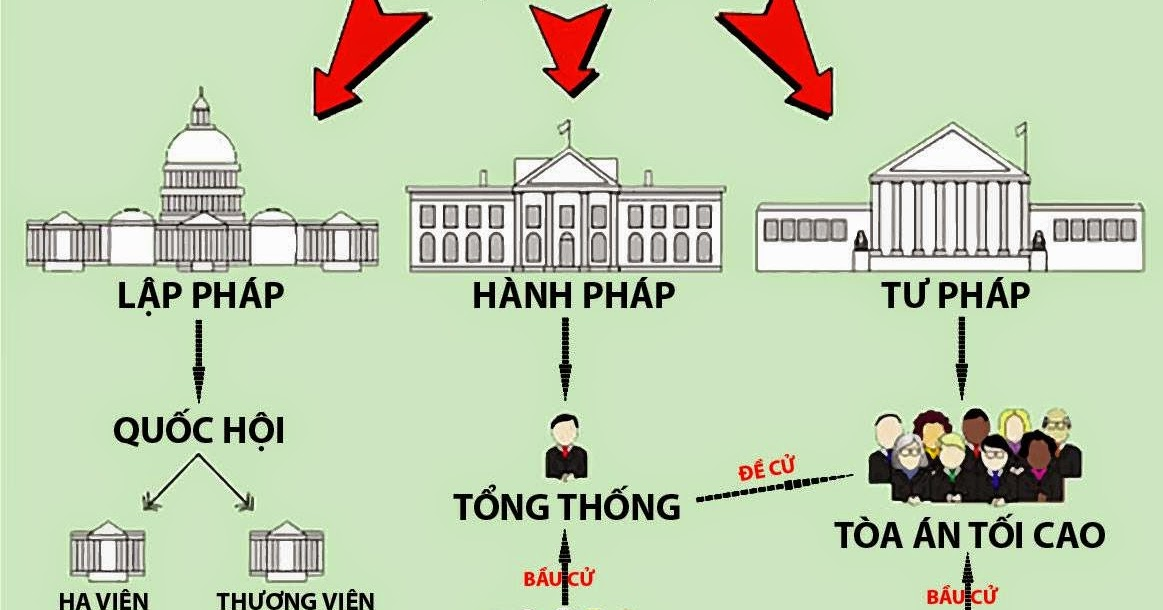 LẬP PHÁP
HÀNH PHÁP
TƯ PHÁP
QUỐC HỘI
ĐỀ CỬ
TỔNG THỐNG
TÒA ÁN TỐI CAO
BẦU CỬ
BẦU CỬ
HẠ VIỆN
THƯỢNG VIỆN